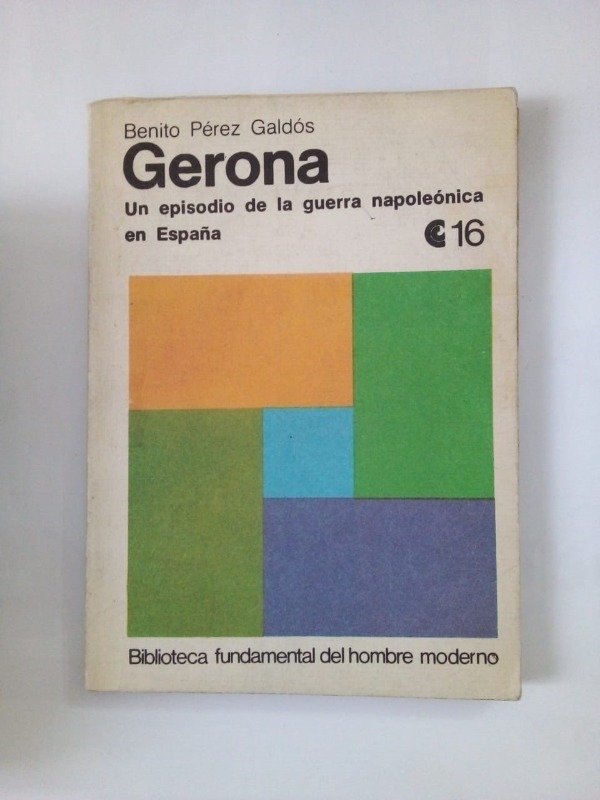 Benito Pérez Galdós
Gerona
Un episodio de la guerra napoleónica
en España
16
Biblioteca fundamental del hombre moderno